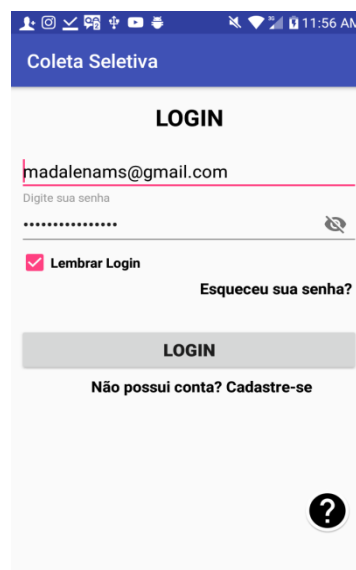 11:56 AM
Coleta Seletiva
LOGIN
madalenams@gmail.com
Digite sua senha
••••••••••••••••
Lembrar Login
Esqueceu sua senha?
LOGIN
Não possui conta? Cadastre-se
?